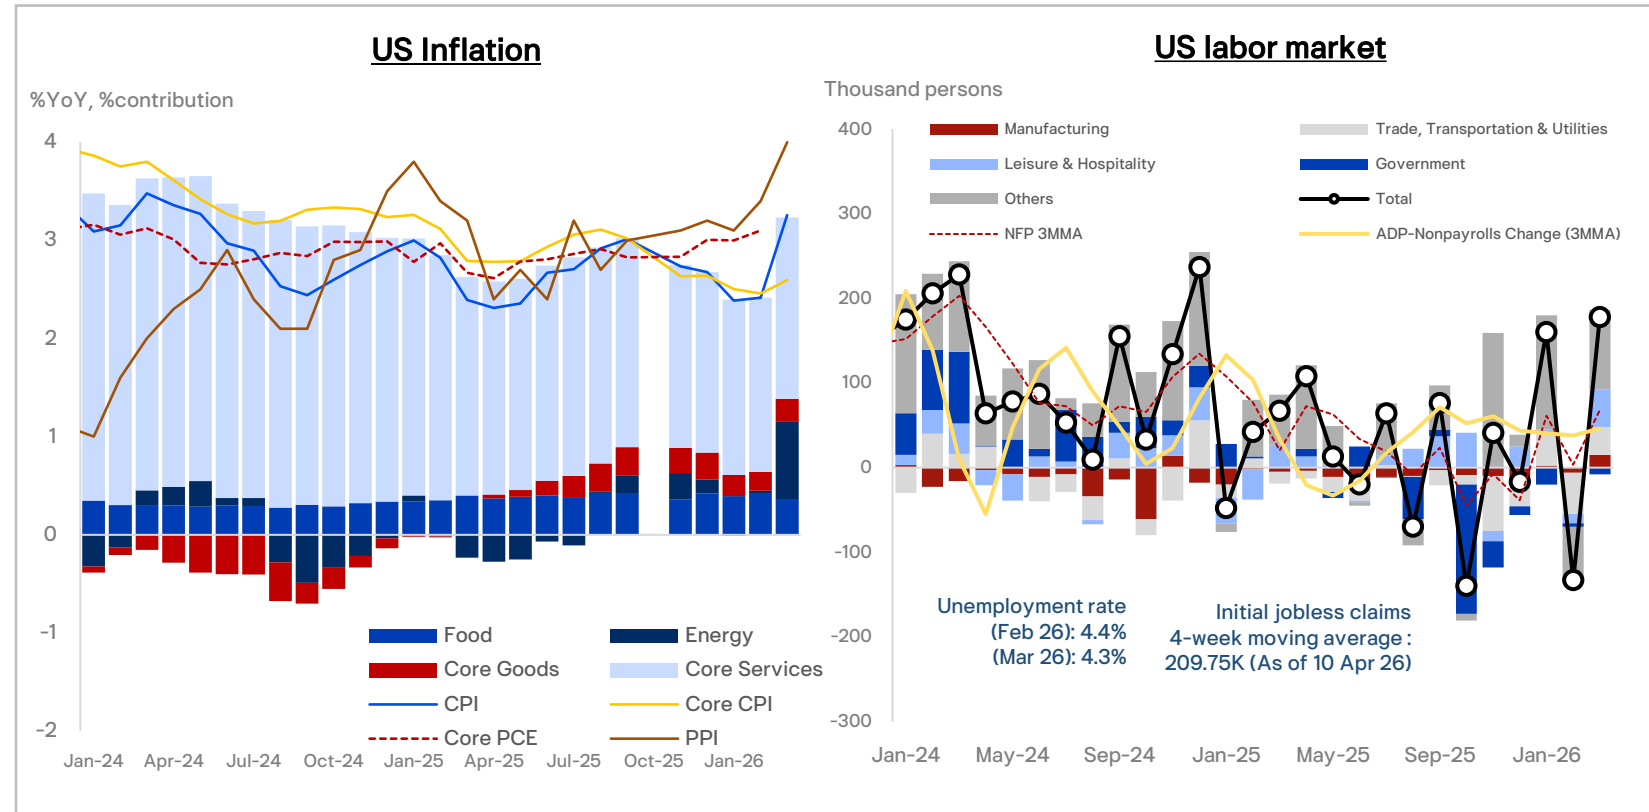 US Inflation
%YoY, %contribution
4
3
2
1
0
-1
-2
Food
Energy
Core Goods
Core Services
CPI
Core CPI
Core PCE
PPI
Jan-24 Apr-24 Jul-24 Oct-24 Jan-25 Apr-25 Jul-25 Oct-25 Jan-26
US labor market
Thousand persons
400
300
200
100
0
-100
-200
-300
Manufacturing
Trade, Transportation & Utilities
Leisure & Hospitality
Government
Others
Total
NFP 3MMA
ADP-Nonpayrolls Change (3MMA)
Unemployment rate
(Feb 26): 4.4%
(Mar 26): 4.3%
Initial jobless claims
4-week moving average :
209.75K (As of 10 Apr 26)
Jan-24 May-24 Sep-24 Jan-25 May-25 Sep-25 Jan-26